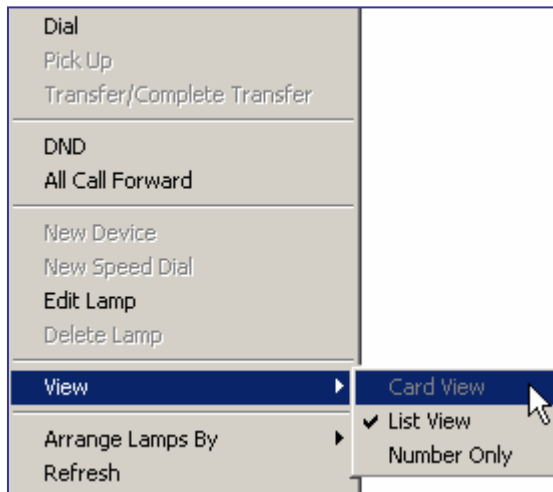 Dial
Pick Up
Transfer/Complete Transfer
DND
All Call Forward
New Device
New Speed Dial
Edit Lamp
Delete Lamp
View
Card View
List View
Number Only
Arrange Lamps By
Refresh